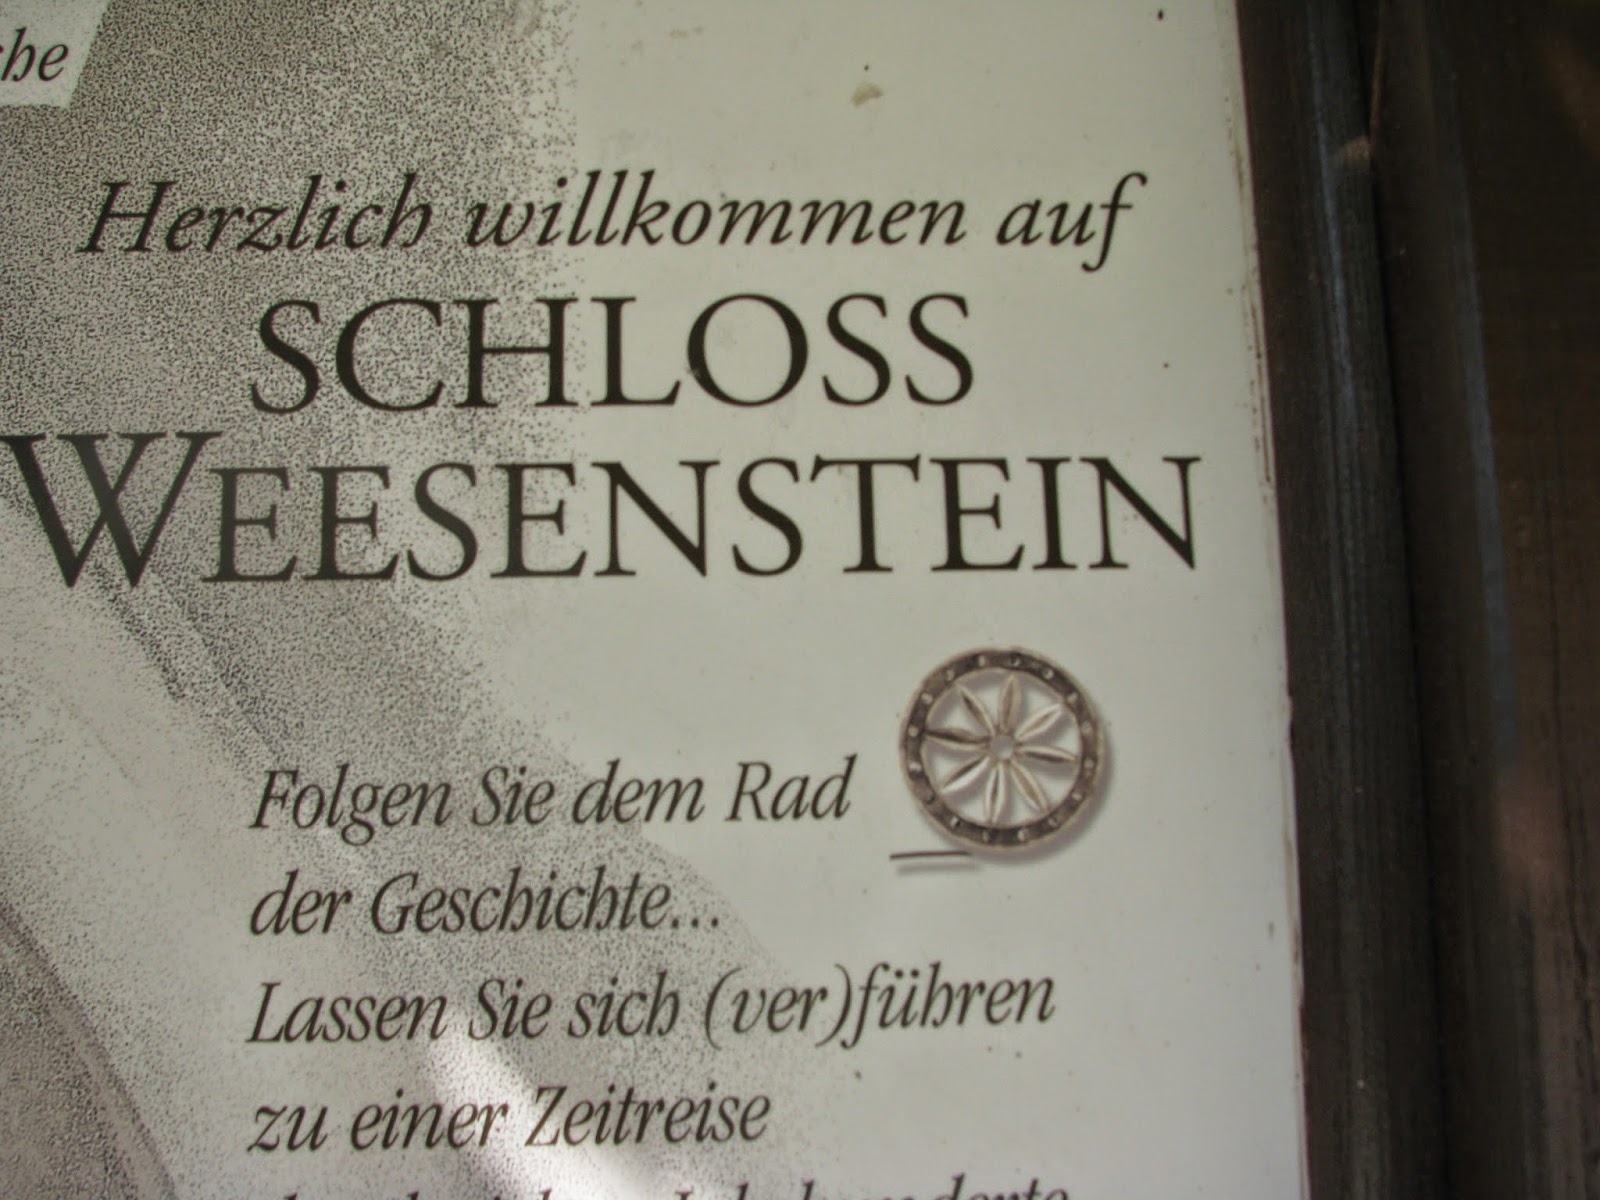 Herzlich willkommen auf
SCHLOSS
WEESENSTEIN
Folgen Sie dem Rad
der Geschichte...
Lassen Sie sich (ver)führen
zu einer Zeitreise